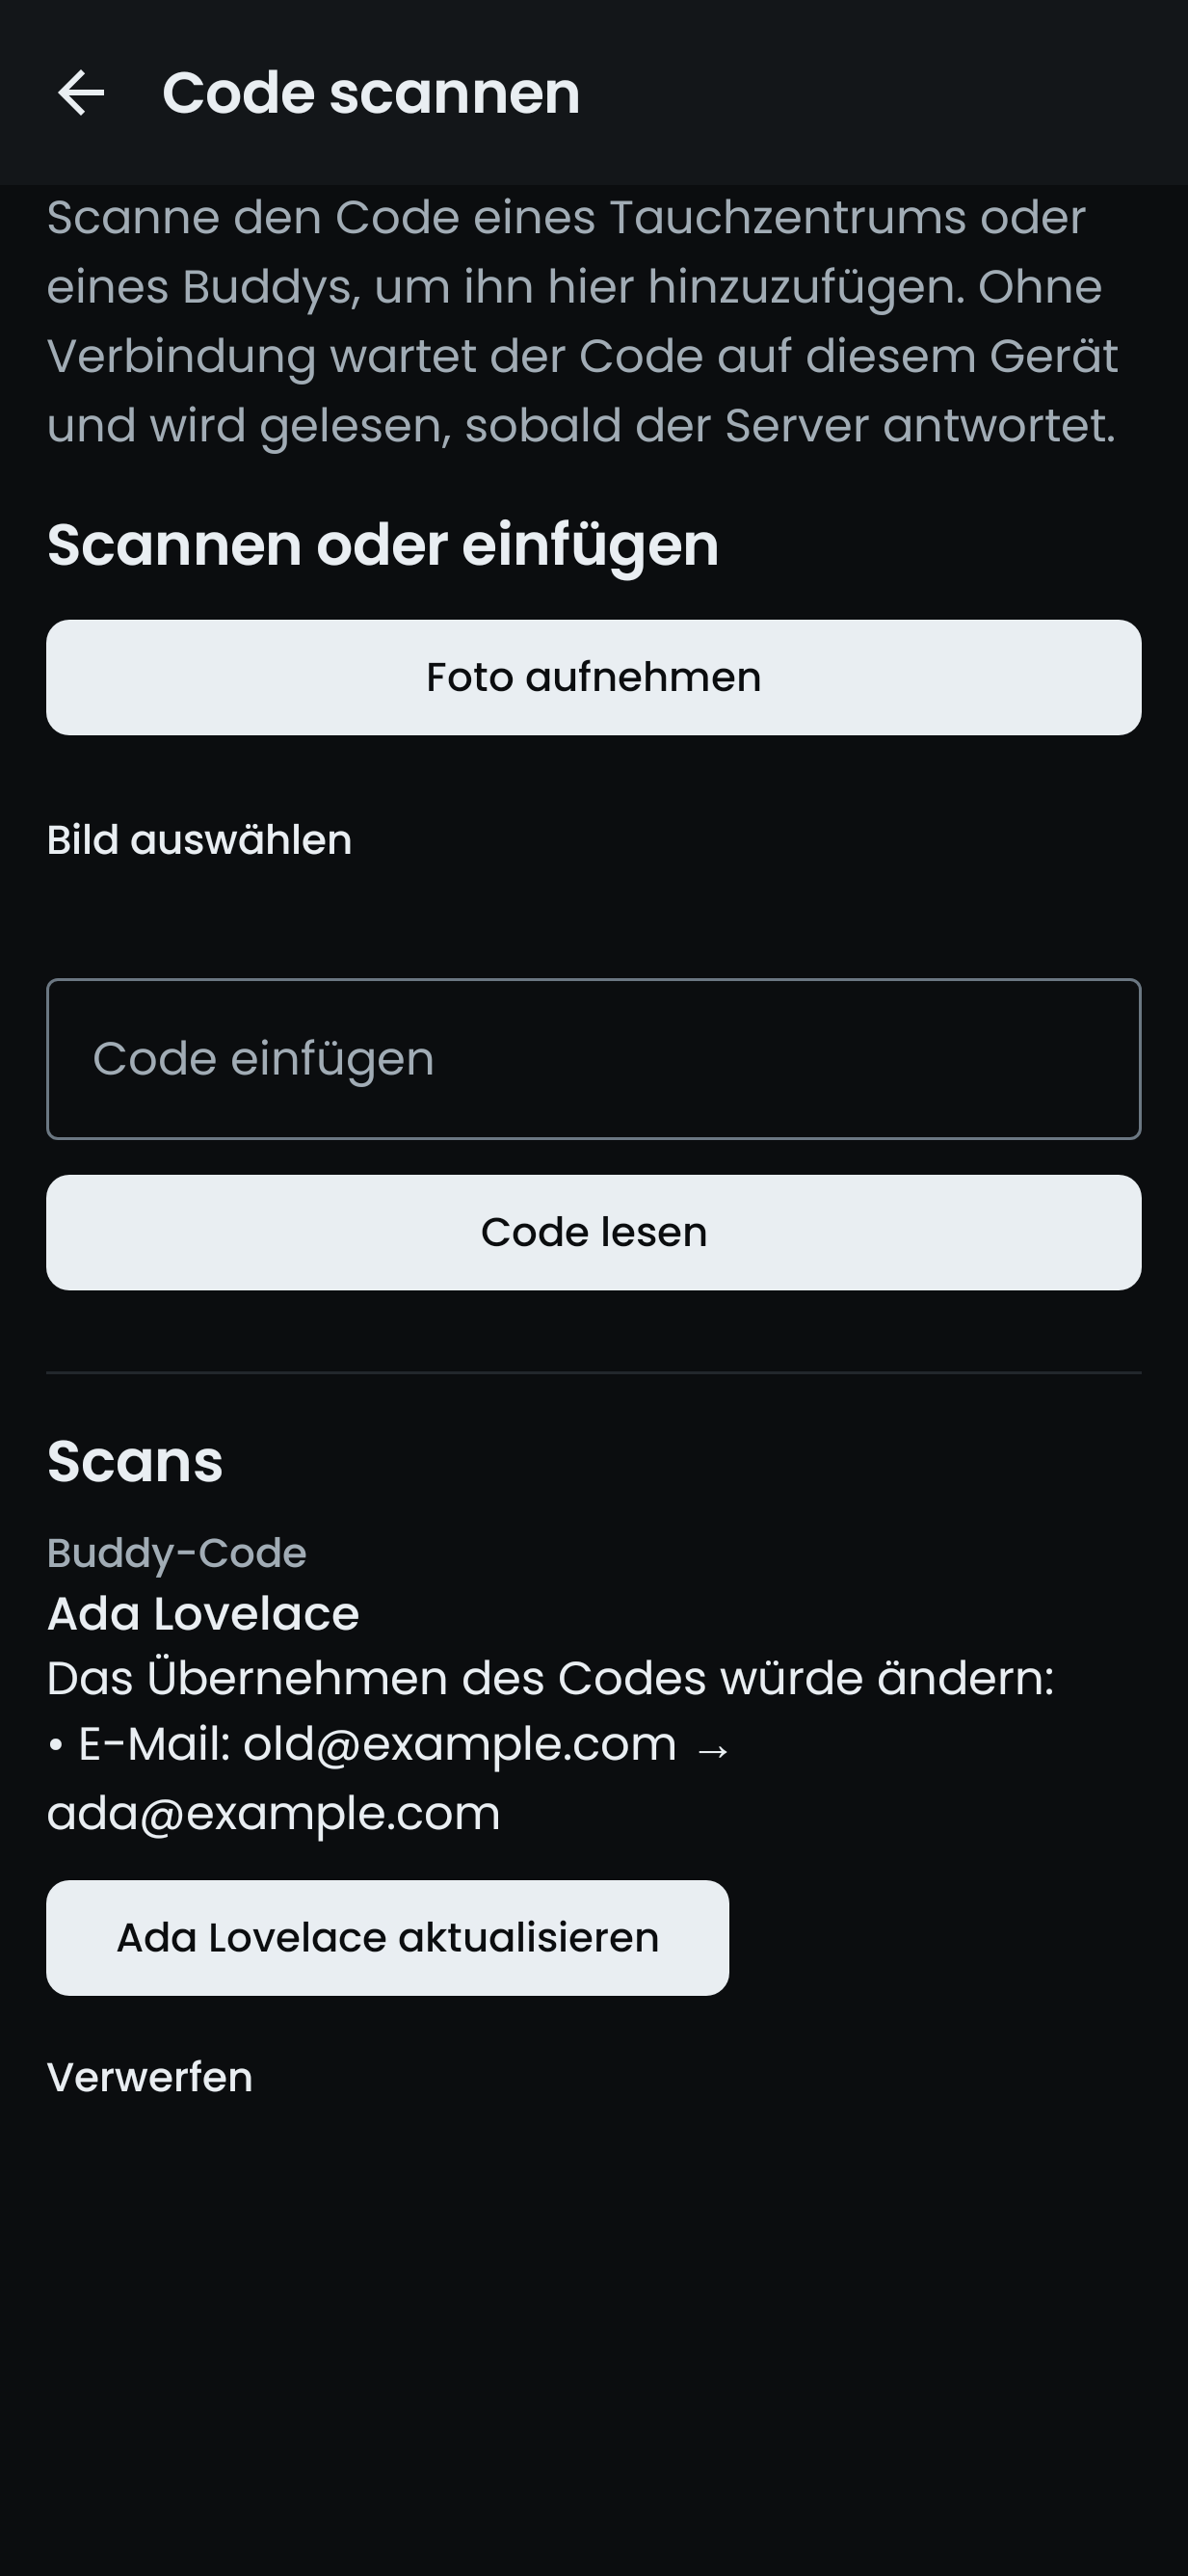 Code scannen
Scanne den Code eines Tauchzentrums oder
eines Buddys, um ihn hier hinzuzufügen. Ohne
Verbindung wartet der Code auf diesem Gerät
und wird gelesen, sobald der Server antwortet.
Scannen oder einfügen
Foto aufnehmen
Bild auswählen
Code einfügen
Code lesen
Scans
Buddy-Code
Ada Lovelace
Das Übernehmen des Codes würde ändern:
• E-Mail: old@example.com →
ada@example.com
Ada Lovelace aktualisieren
Verwerfen